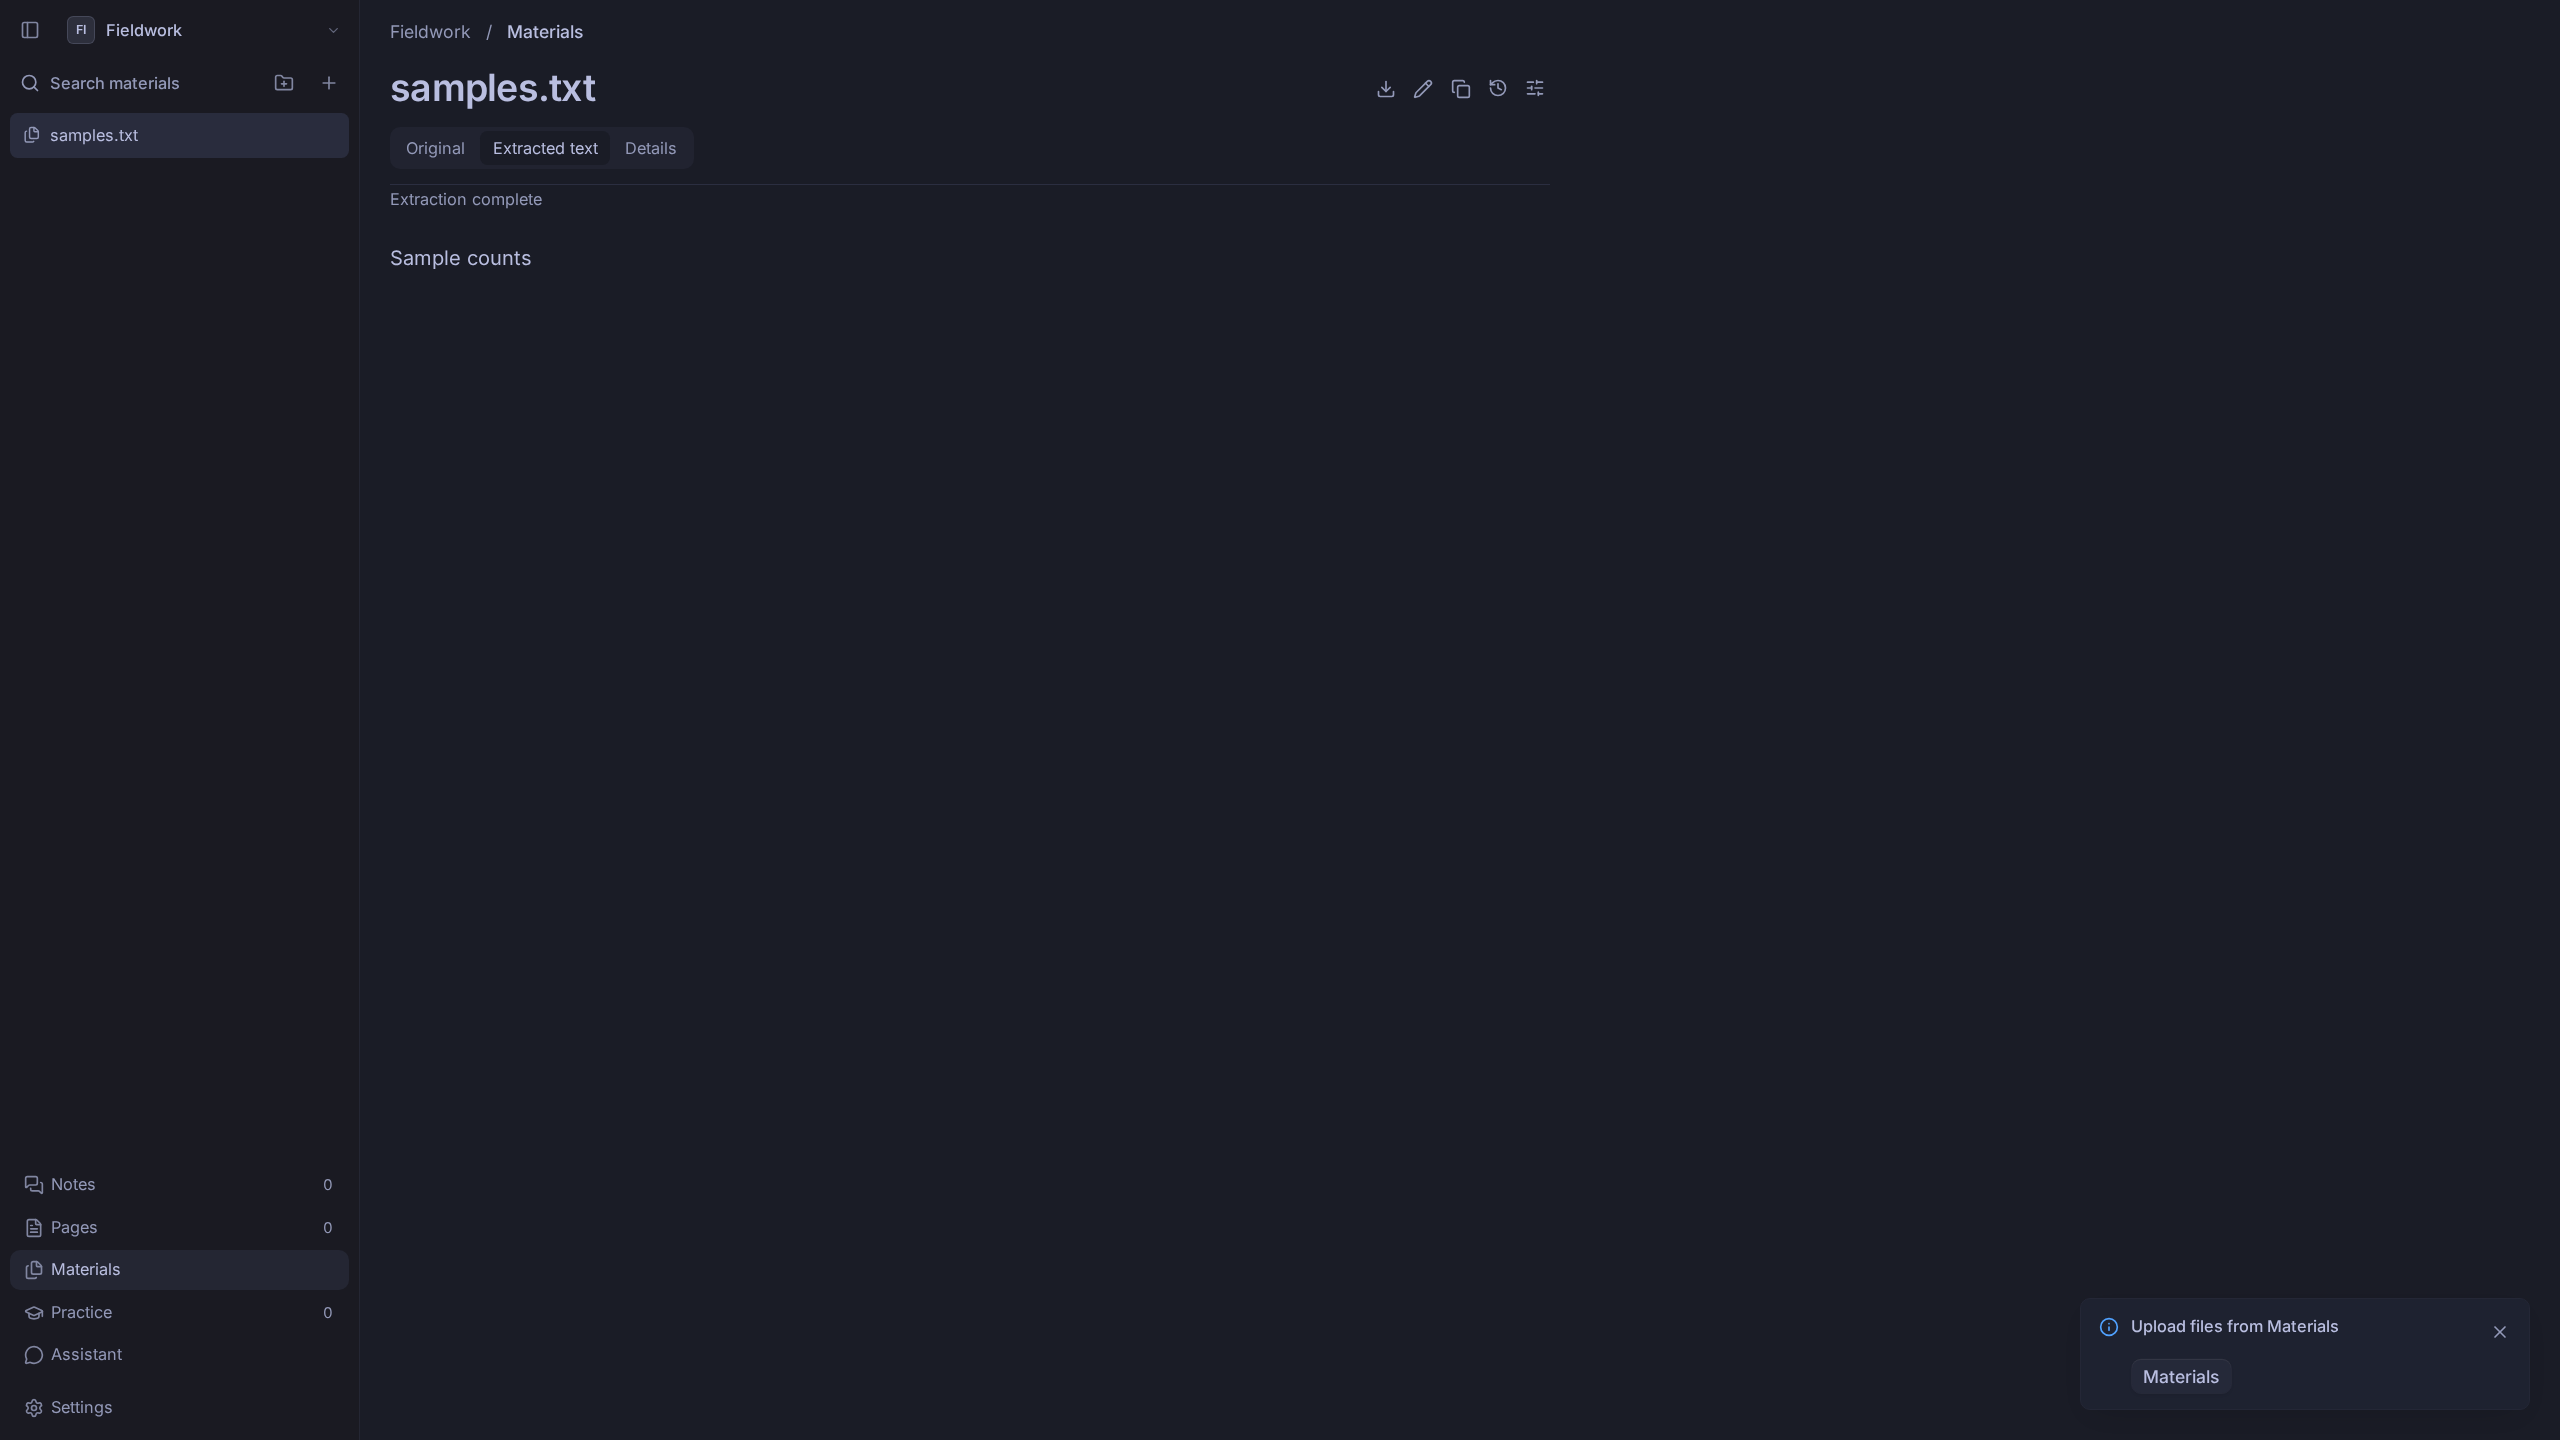 FI Fieldwork
Search materials
samples.txt
Notes 0
Pages 0
Materials
Practice 0
Assistant
Settings
Fieldwork / Materials
samples.txt
Original Extracted text Details
Extraction complete
Sample counts
Upload files from Materials
Materials